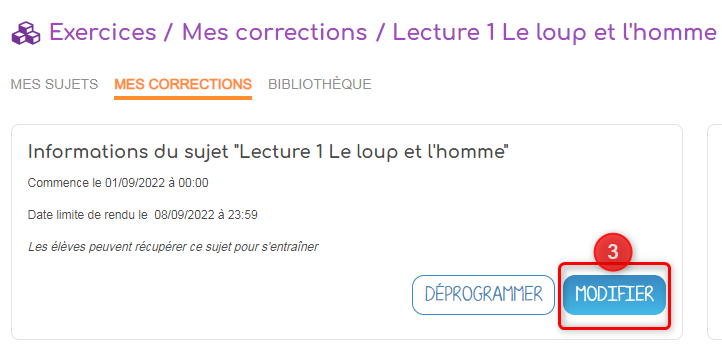 Exercices / Mes corrections / Lecture 1 Le loup et l'homme
MES SUJETS MES CORRECTIONS BIBLIOTHÈQUE
Informations du sujet "Lecture 1 Le loup et l'homme"
Commence le 01/09/2022 à 00:00
Date limite de rendu le 08/09/2022 à 23:59
Les élèves peuvent récupérer ce sujet pour s'entraîner
3
DÉPROGRAMMER MODIFIER